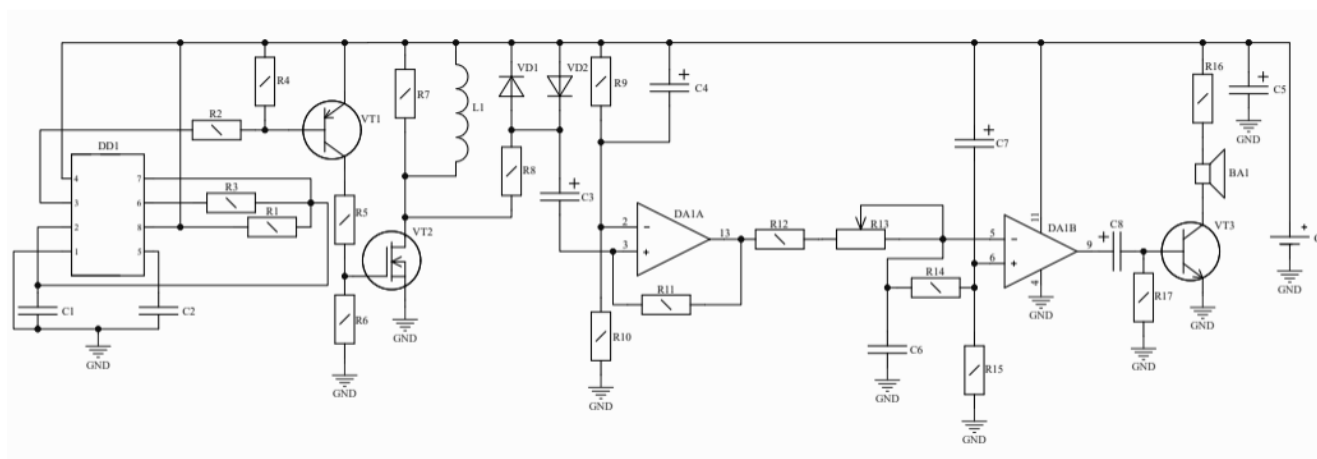 R4
R7
L1
VD1
VD2
R9
C4
R16
C5
GND
R2
VT1
DD1
4
3
2
1
7
6
8
5
R3
R1
R5
R8
C3
+
VT2
C1
C2
GND
R6
GND
GND
2
3
−
+
DA1A
13
R11
R10
GND
R12
R13
C7
+
5
6
−
+
11
DA1B
4
9
GND
R14
C6
GND
R15
GND
C8
+
R17
GND
BA1
VT3
GND
+
GND
+
+